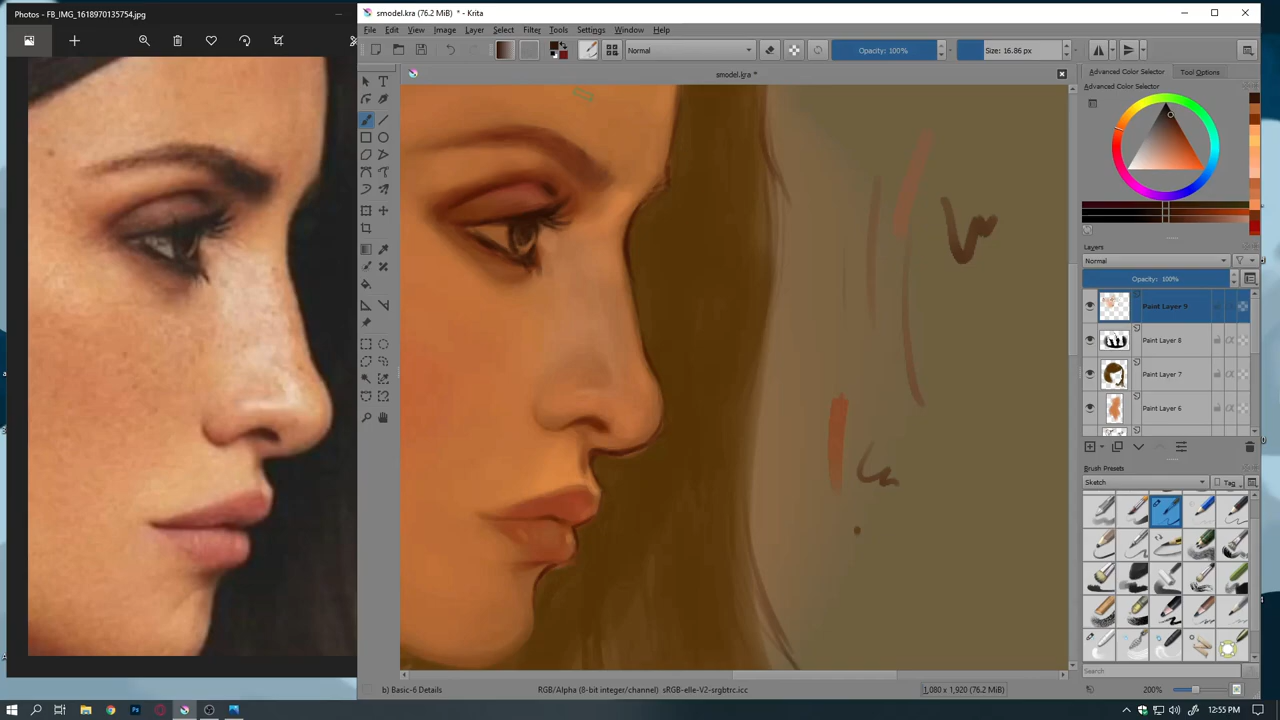 Photos - FB_IMG_1618970135754.jpg
smodel.kra (76.2 MiB) * - Krita
File Edit View Image Layer Select Filter Tools Settings Window Help
Normal
Opacity: 100%
Size: 16.86 px
smodel.kra *
Advanced Color Selector
Tool Options
Advanced Color Selector
Layers
Normal
Opacity: 100%
Paint Layer 9
Paint Layer 8
Paint Layer 7
Paint Layer 6
Brush Presets
Sketch
Tag
Search
b) Basic-6 Details
RGB/Alpha (8-bit integer/channel) sRGB-elle-V2-srgbtrc.icc
1,080 x 1,920 (76.2 MiB)
200%
12:55 PM